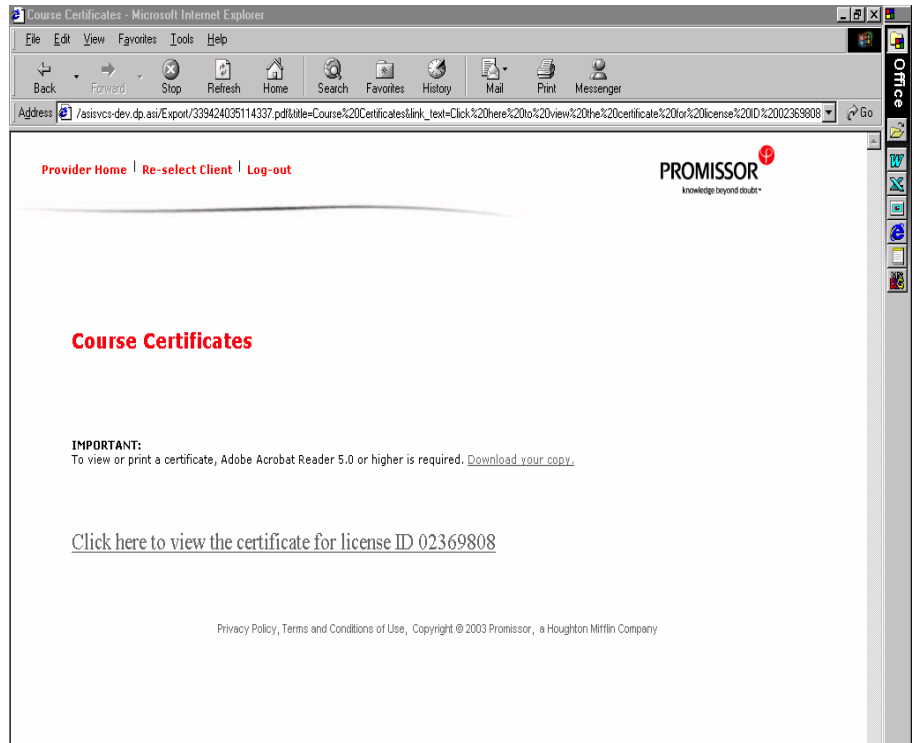 Course Certificates - Microsoft Internet Explorer
File Edit View Favorites Tools Help
Back Forward Stop Refresh Home Search Favorites History Mail Print Messenger
Address /asisvcs-dev.dp.asi/Export/339424035114337.pdf&title=Course%20Certificates&link_text=Click%20here%20to%20view%20the%20certificate%20for%20license%20ID%2002369808 Go
Office
Provider Home | Re-select Client | Log-out
PROMISSOR
knowledge beyond doubt™
Course Certificates
IMPORTANT:
To view or print a certificate, Adobe Acrobat Reader 5.0 or higher is required. Download your copy.
Click here to view the certificate for license ID 02369808
Privacy Policy, Terms and Conditions of Use, Copyright © 2003 Promissor, a Houghton Mifflin Company